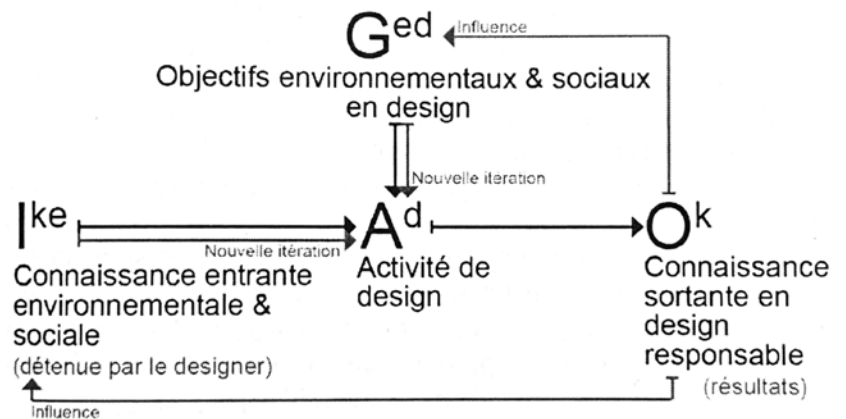 Ged
Influence
Objectifs environnementaux & sociaux
en design
Nouvelle itération
Ike
Nouvelle itération
Ad
Ok
Connaissance entrante
environnementale &
sociale
(détenue par le designer)
Activité de
design
Connaissance
sortante en
design
responsable
(résultats)
Influence